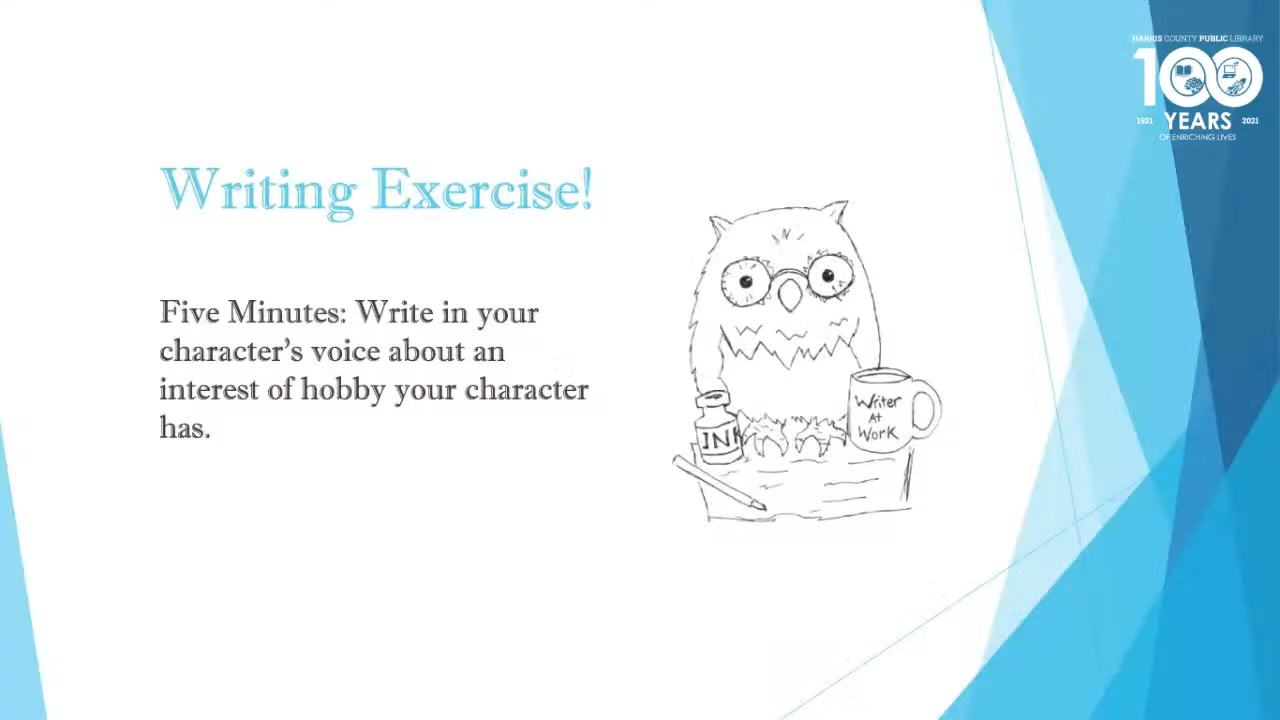 HARRIS COUNTY PUBLIC LIBRARY
100
1921 YEARS 2021
OF ENRICHING LIVES
Writing Exercise!
Five Minutes: Write in your
character's voice about an
interest of hobby your character
has.
Writer
At
Work
INK